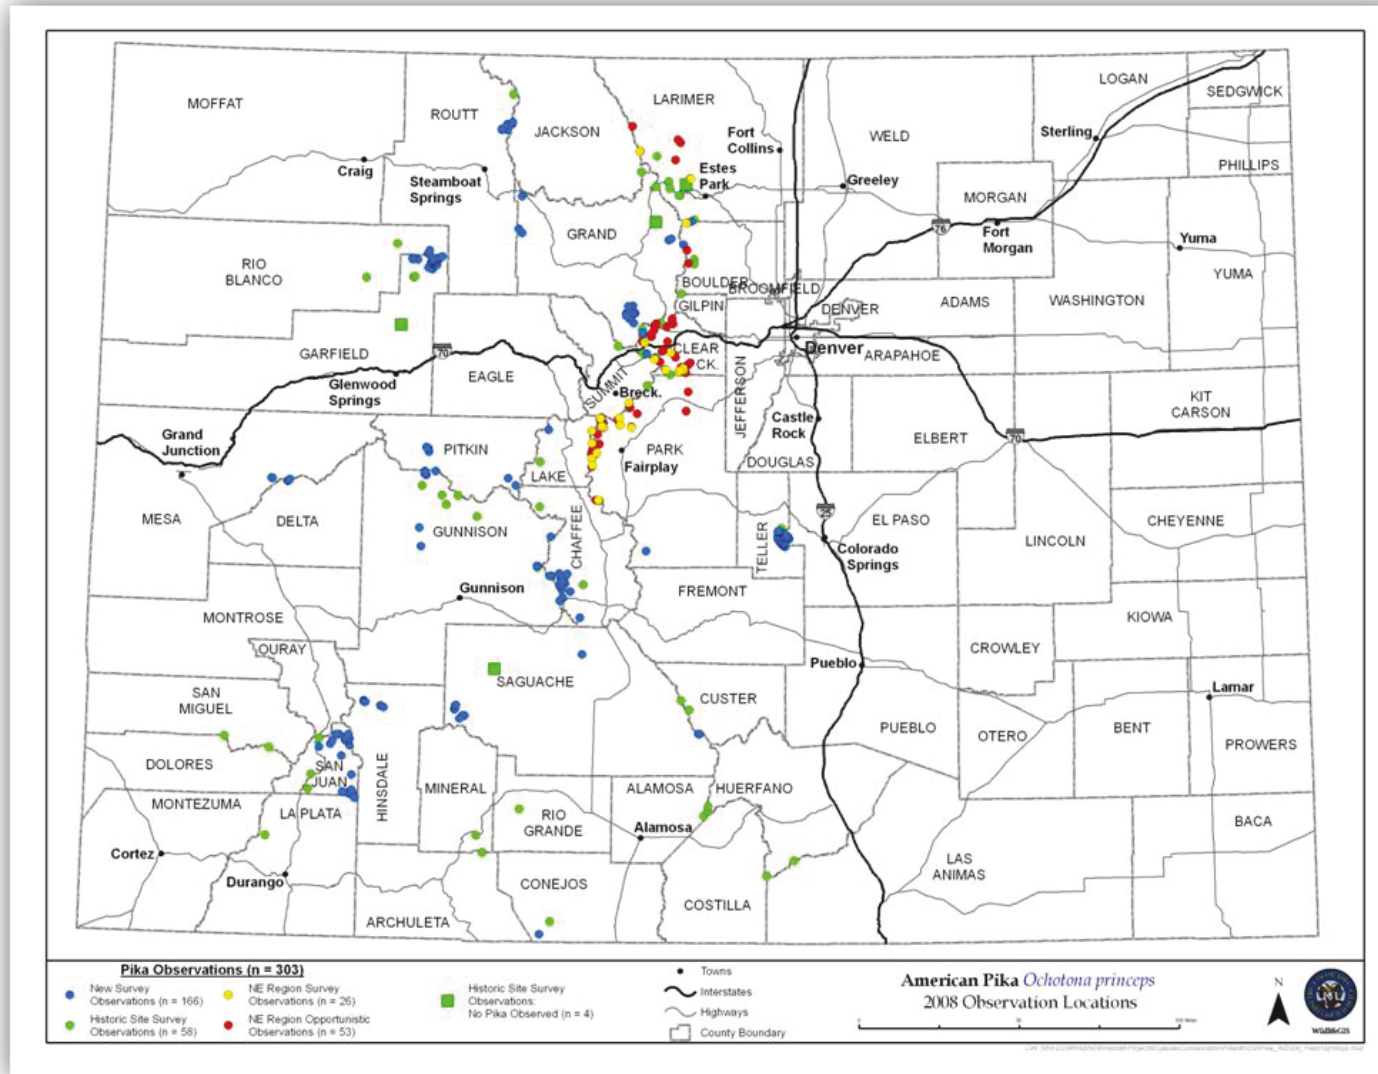 MOFFAT
ROUTT
JACKSON
LARIMER
WELD
LOGAN
SEDGWICK
PHILLIPS
Fort
Collins
Sterling
Craig
Steamboat
Springs
Estes
Park
Greeley
MORGAN
76
Fort
Morgan
Yuma
YUMA
GRAND
RIO
BLANCO
BOULDER
BROOMFIELD
GILPIN
DENVER
ADAMS
WASHINGTON
GARFIELD
70
Glenwood
Springs
EAGLE
SUMMIT
CLEAR
CK.
Breck.
JEFFERSON
Denver
ARAPAHOE
Castle
Rock
KIT
CARSON
Grand
Junction
PITKIN
LAKE
PARK
Fairplay
DOUGLAS
ELBERT
70
MESA
DELTA
GUNNISON
CHAFFEE
TELLER
25
EL PASO
Colorado
Springs
LINCOLN
CHEYENNE
Gunnison
FREMONT
MONTROSE
OURAY
KIOWA
CROWLEY
Pueblo
SAGUACHE
CUSTER
Lamar
SAN
MIGUEL
PUEBLO
OTERO
BENT
PROWERS
DOLORES
SAN
JUAN
HINSDALE
MINERAL
ALAMOSA
HUERFANO
MONTEZUMA
LA PLATA
RIO
GRANDE
Alamosa
BACA
Cortez
Durango
CONEJOS
LAS
ANIMAS
ARCHULETA
COSTILLA
Pika Observations (n = 303)
New Survey
Observations (n = 166)
Historic Site Survey
Observations (n = 58)
NE Region Survey
Observations (n = 26)
NE Region Opportunistic
Observations (n = 53)
Historic Site Survey
Observations:
No Pika Observed (n = 4)
Towns
Interstates
Highways
County Boundary
American Pika Ochotona princeps
2008 Observation Locations
N